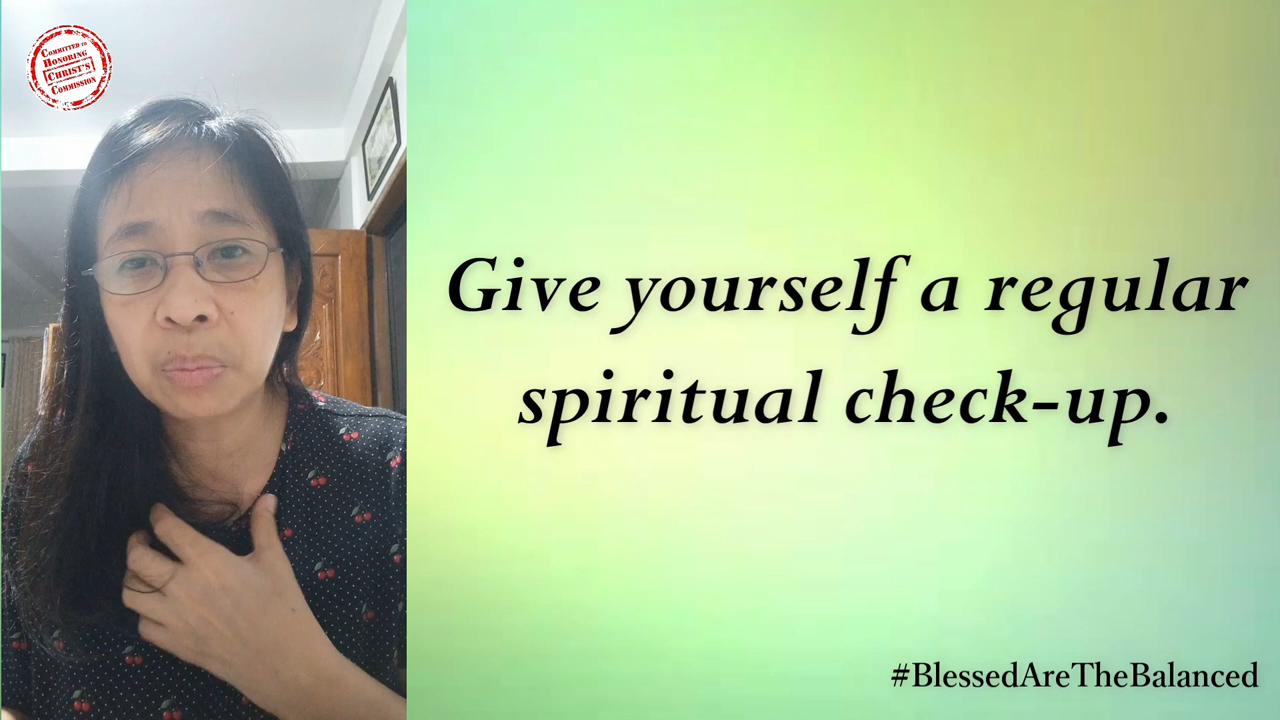 COMMITTED TO
HONORING
CHRIST'S
COMMISSION
Give yourself a regular
spiritual check-up.
#BlessedAreTheBalanced